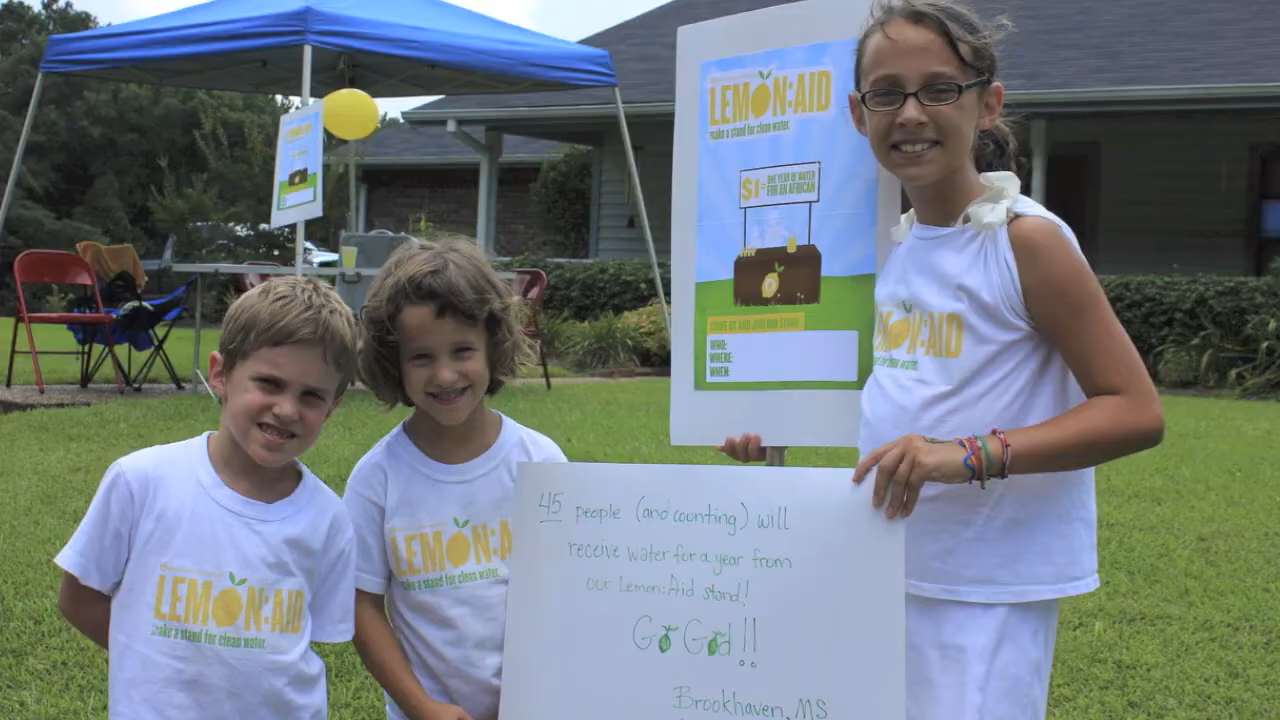 LEMON:AID
make a stand for clean water.
$1 = ONE YEAR OF WATER
FOR AN AFRICAN
WHO:
WHERE:
WHEN:
LEMON:AID
LEMON:A
make a stand for clean water.
LEMON:AID
make a stand for clean water.
45 people (and counting) will
receive water for a year from
our Lemon:Aid stand!
Go God!!
Brookhaven, MS